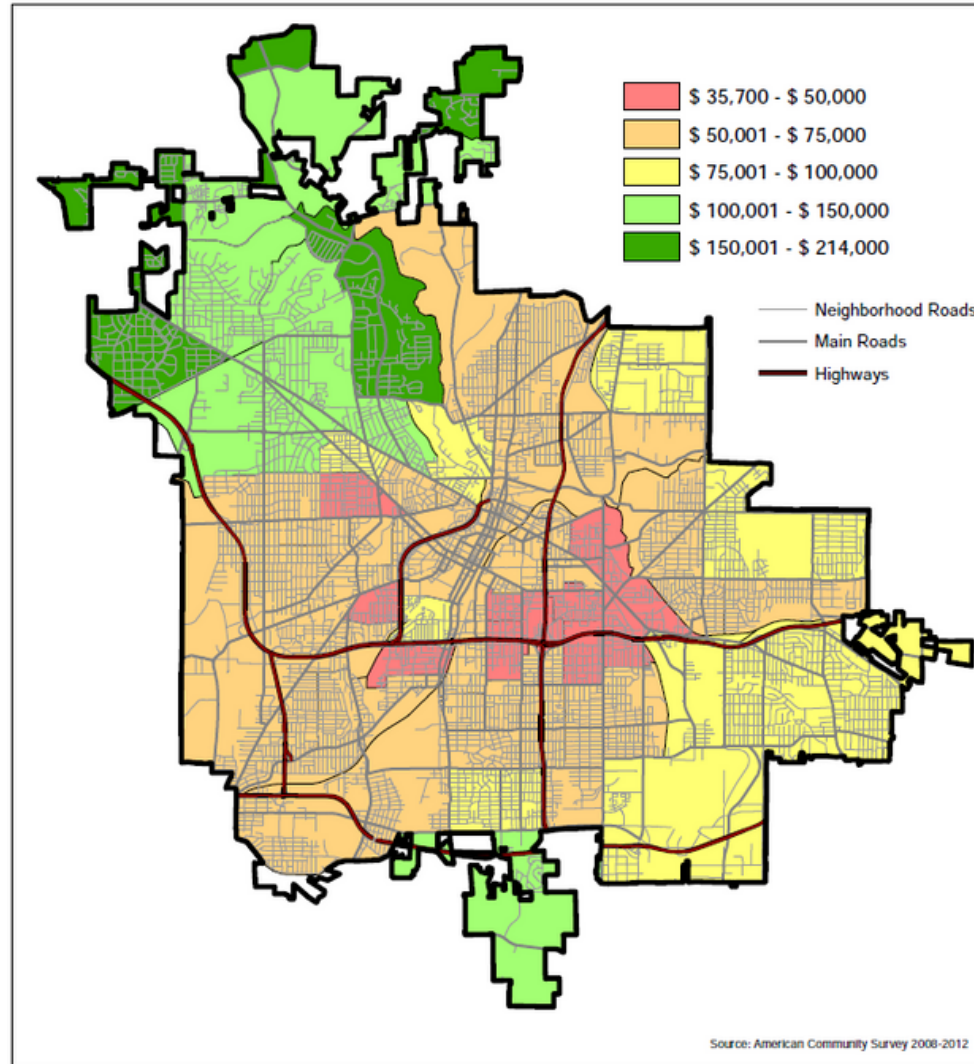 $ 35,700 - $ 50,000
$ 50,001 - $ 75,000
$ 75,001 - $ 100,000
$ 100,001 - $ 150,000
$ 150,001 - $ 214,000
Neighborhood Roads
Main Roads
Highways
Source: American Community Survey 2008-2012